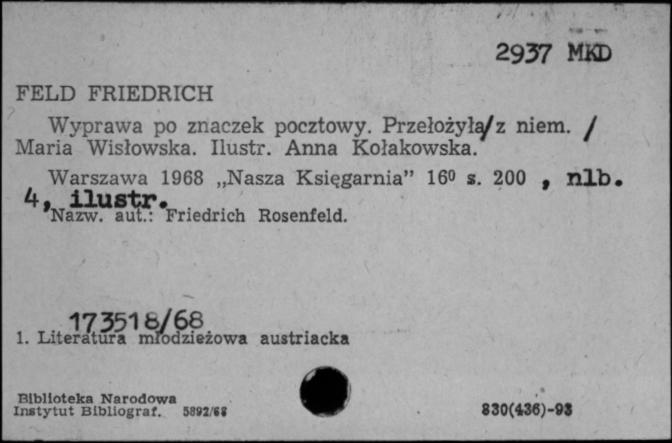 2937 MKD
FELD FRIEDRICH
Wyprawa po znaczek pocztowy. Przełożyła/z niem. /
Maria Wisłowska. Ilustr. Anna Kołakowska.
Warszawa 1968 „Nasza Księgarnia” 16⁰ s. 200 , nlb.
4, ilustr.
Nazw. aut.: Friedrich Rosenfeld.
173518/68
1. Literatura młodzieżowa austriacka
Biblioteka Narodowa
Instytut Bibliograf. 5892/68
830(436)-93